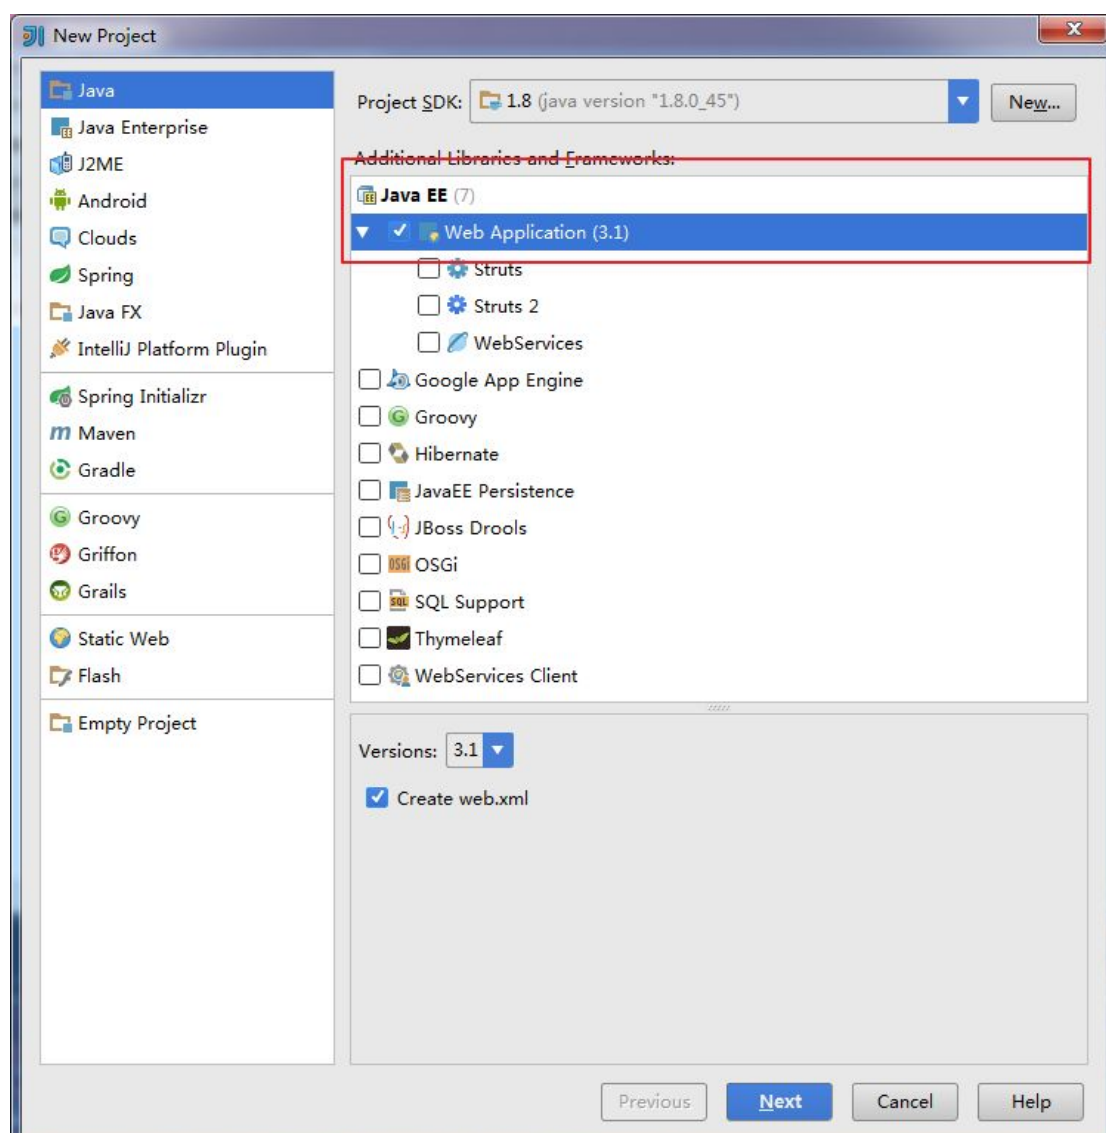 New Project
Java
Java Enterprise
J2ME
Android
Clouds
Spring
Java FX
IntelliJ Platform Plugin
Spring Initializr
Maven
Gradle
Groovy
Griffon
Grails
Static Web
Flash
Empty Project
Project SDK: 1.8 (java version "1.8.0_45") New...
Additional Libraries and Frameworks:
Java EE (7)
Web Application (3.1)
Struts
Struts 2
WebServices
Google App Engine
Groovy
Hibernate
JavaEE Persistence
JBoss Drools
OSGi
SQL Support
Thymeleaf
WebServices Client
Versions: 3.1
Create web.xml
Previous Next Cancel Help